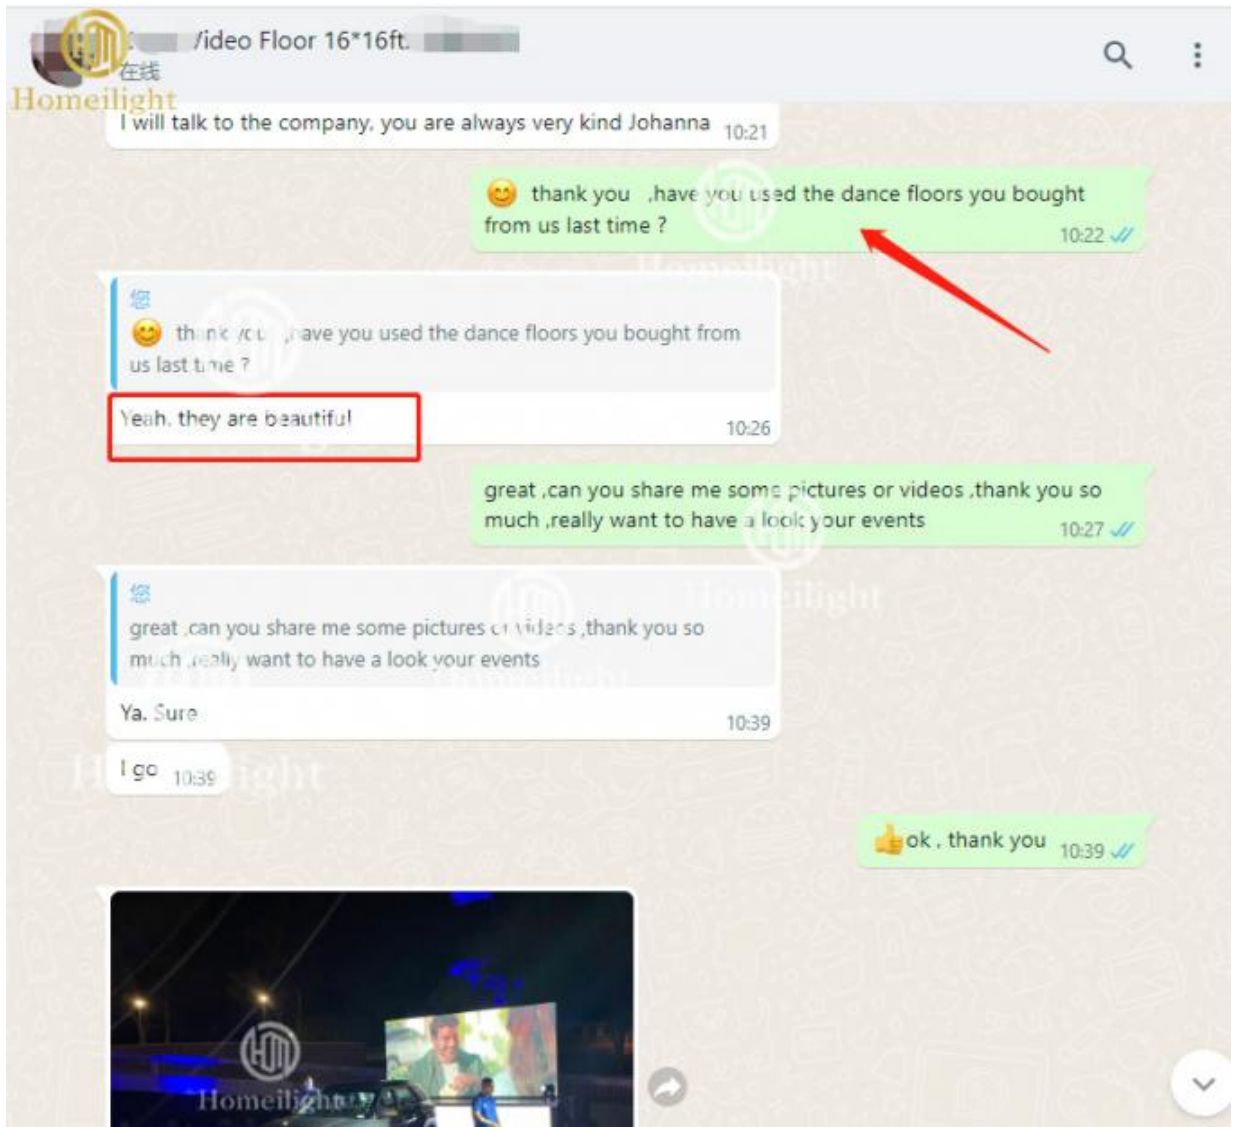 Video Floor 16*16ft.
在线
Homeilight
I will talk to the company, you are always very kind Johanna 10:21
😊 thank you ,have you used the dance floors you bought
from us last time ?
10:22
Homeilight
您
😊 thank you ,have you used the dance floors you bought from
us last time ?
Yeah. they are beautiful
10:26
great ,can you share me some pictures or videos ,thank you so
much ,really want to have a look your events
10:27
Homeilight
您
great ,can you share me some pictures or videos ,thank you so
much ,really want to have a look your events
Homeilight
Ya. Sure
10:39
Homeilight
I go 10:39
👍ok , thank you 10:39
Homeilight